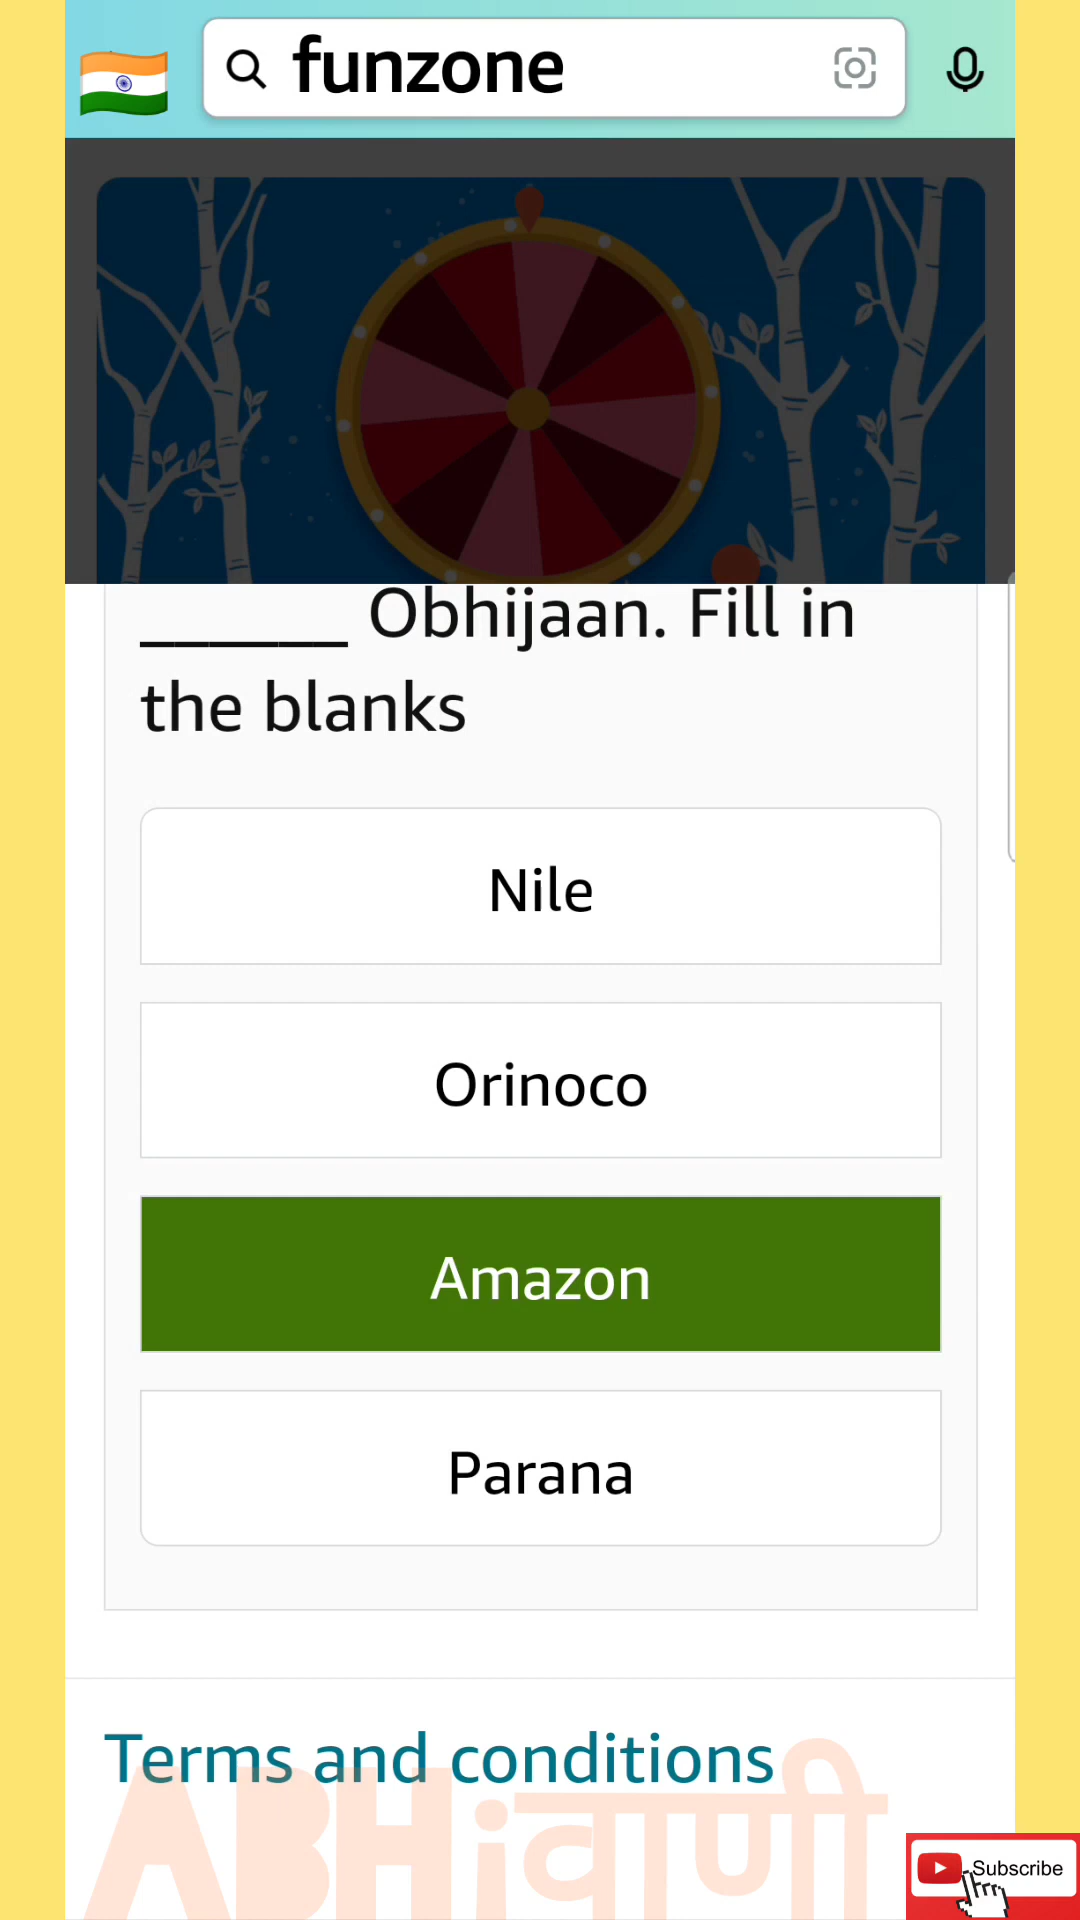 funzone
______ Obhijaan. Fill in
the blanks
Nile
Orinoco
Amazon
Parana
Terms and conditions
ABHiवाणी
Subscribe